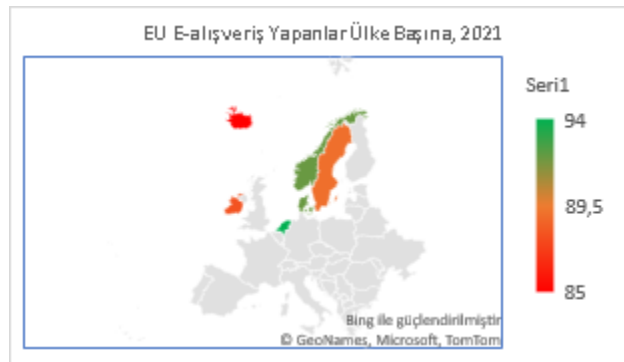 EU E-alışveriş Yapanlar Ülke Başına, 2021
Seri1
94
89,5
85
Bing ile güçlendirilmiştir
© GeoNames, Microsoft, TomTom